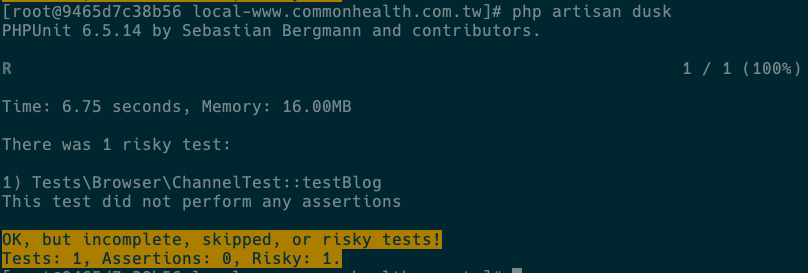 [root@9465d7c38b56 local-www.commonhealth.com.tw]# php artisan dusk
PHPUnit 6.5.14 by Sebastian Bergmann and contributors.
R 1 / 1 (100%)
Time: 6.75 seconds, Memory: 16.00MB
There was 1 risky test:
1) Tests\Browser\ChannelTest::testBlog
This test did not perform any assertions
OK, but incomplete, skipped, or risky tests!
Tests: 1, Assertions: 0, Risky: 1.